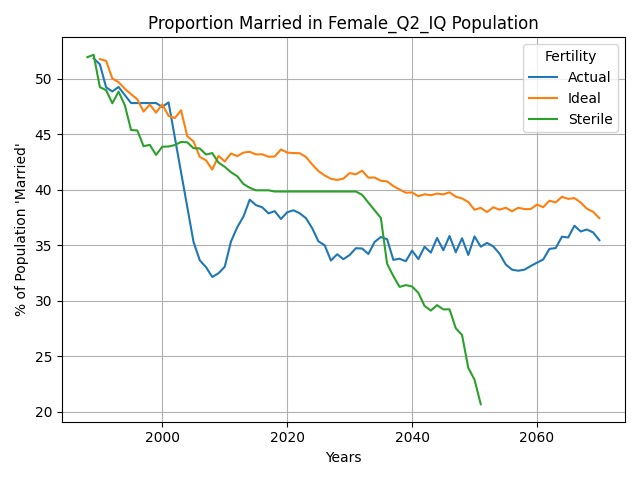 Proportion Married in Female_Q2_IQ Population
% of Population 'Married'
50
45
40
35
30
25
20
2000
2020
2040
2060
Years
Fertility
Actual
Ideal
Sterile